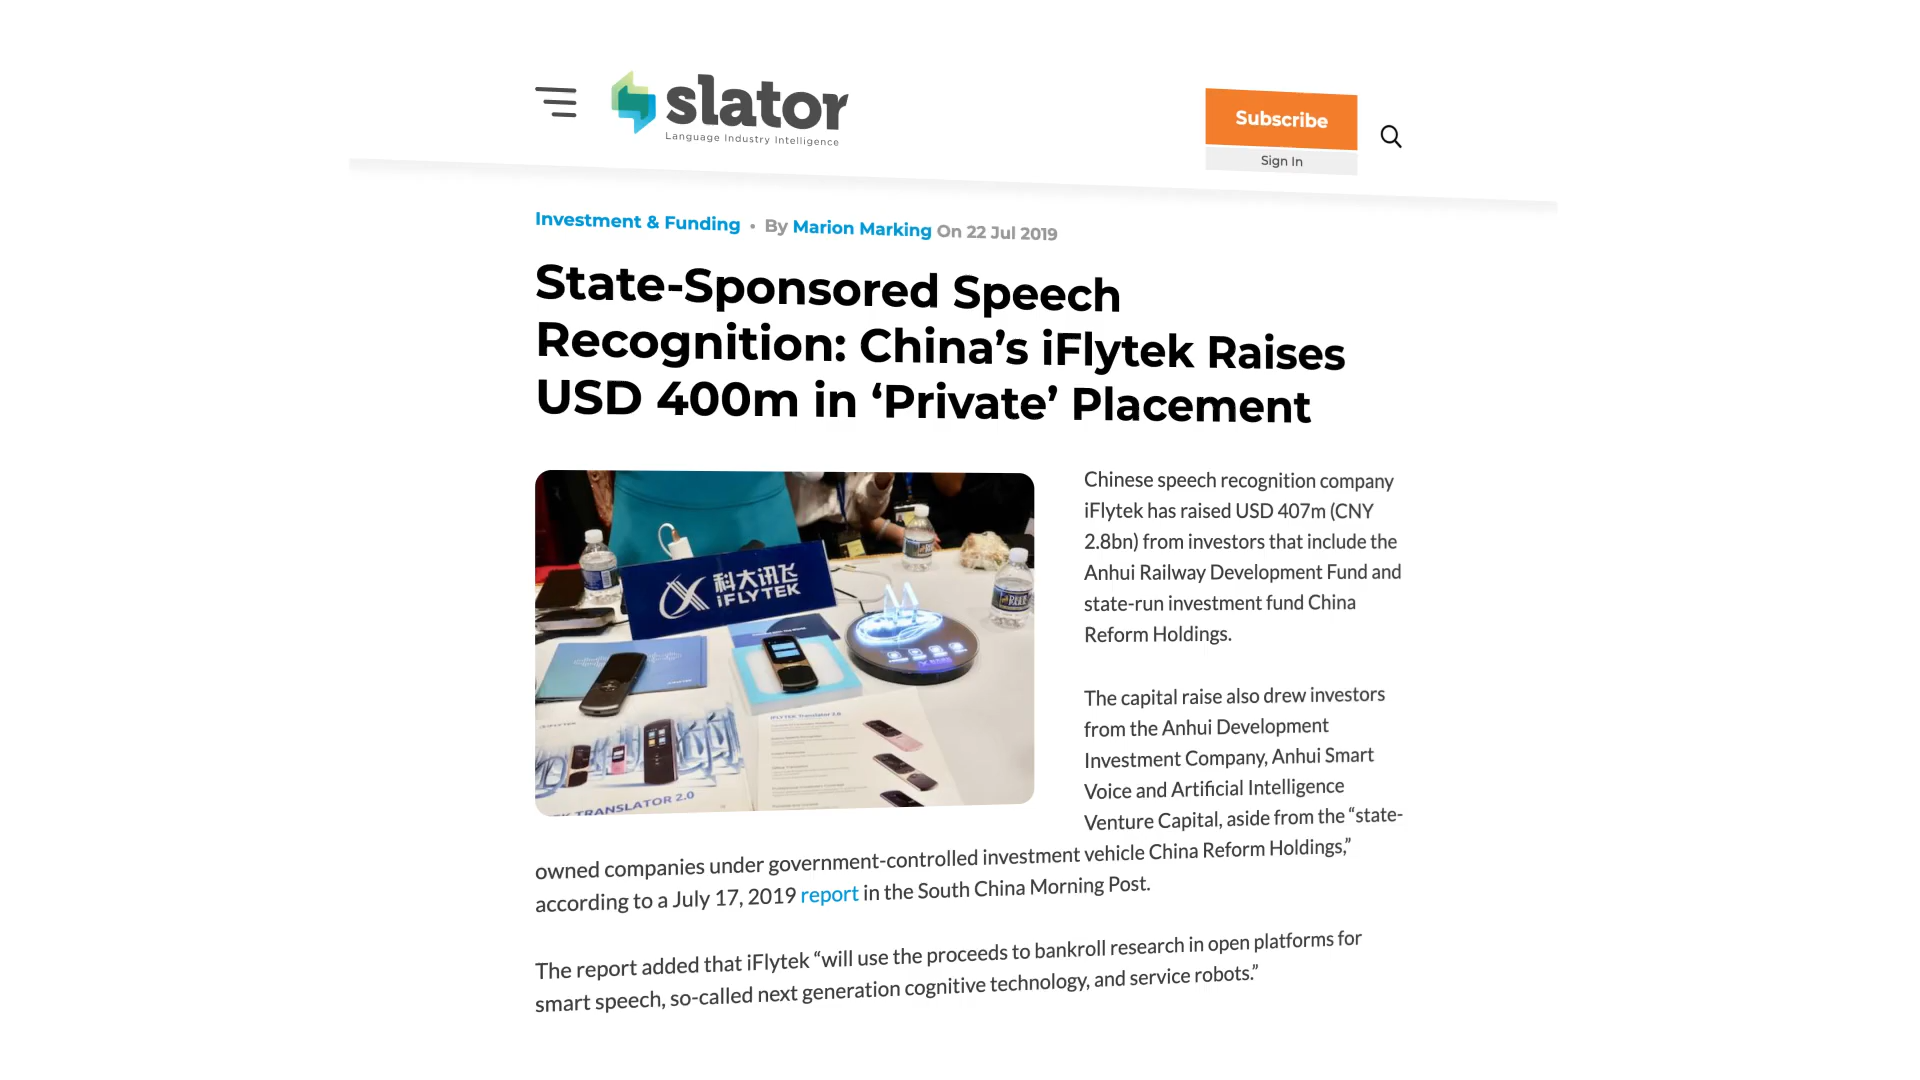 slator
Language Industry Intelligence
Subscribe
Sign In
Investment & Funding • By Marion Marking On 22 Jul 2019
State-Sponsored Speech
Recognition: China’s iFlytek Raises
USD 400m in ‘Private’ Placement
科大讯飞
iFLYTEK
iFLYTEK Translator 2.0
TRANSLATOR 2.0
Chinese speech recognition company
iFlytek has raised USD 407m (CNY
2.8bn) from investors that include the
Anhui Railway Development Fund and
state-run investment fund China
Reform Holdings.
The capital raise also drew investors
from the Anhui Development
Investment Company, Anhui Smart
Voice and Artificial Intelligence
Venture Capital, aside from the “state-
owned companies under government-controlled investment vehicle China Reform Holdings,”
according to a July 17, 2019 report in the South China Morning Post.
The report added that iFlytek “will use the proceeds to bankroll research in open platforms for
smart speech, so-called next generation cognitive technology, and service robots.”